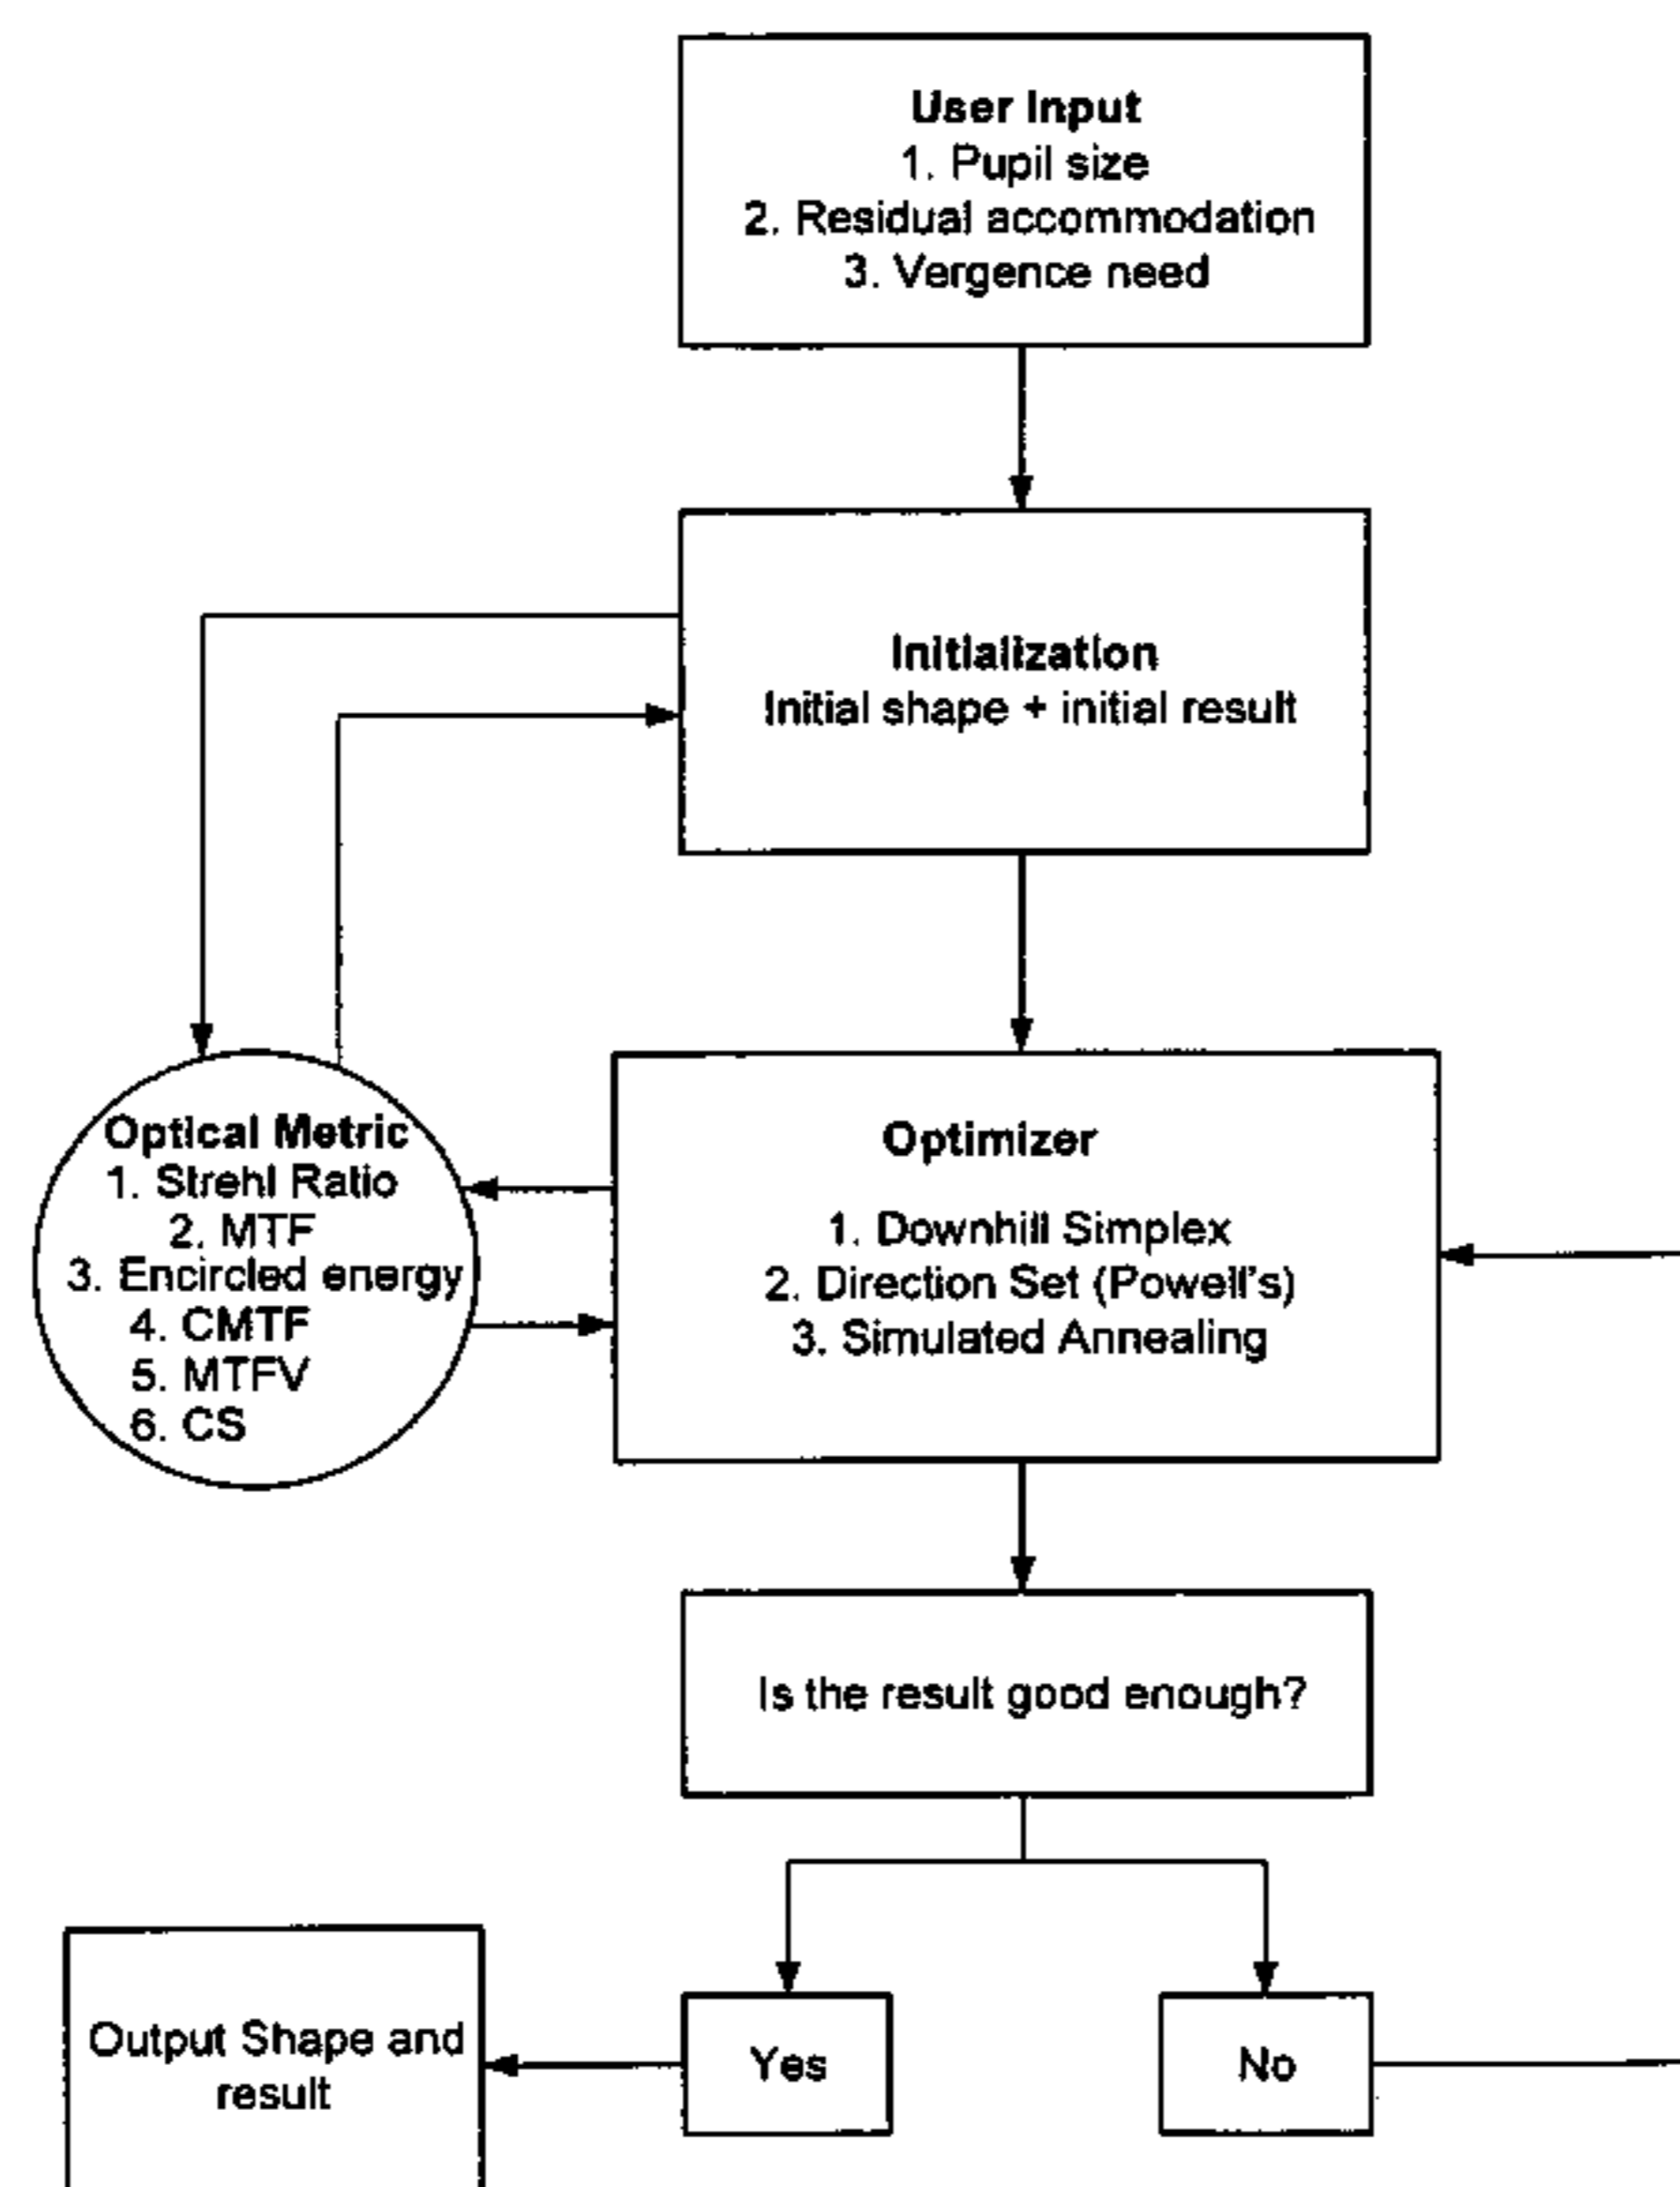 User Input
1. Pupil size
2. Residual accommodation
3. Vergence need
Initialization
Initial shape + initial result
Optical Metric
1. Strehl Ratio
2. MTF
3. Encircled energy
4. CMTF
5. MTFV
6. CS
Optimizer
1. Downhill Simplex
2. Direction Set (Powell's)
3. Simulated Annealing
Is the result good enough?
Output Shape and
result
Yes
No